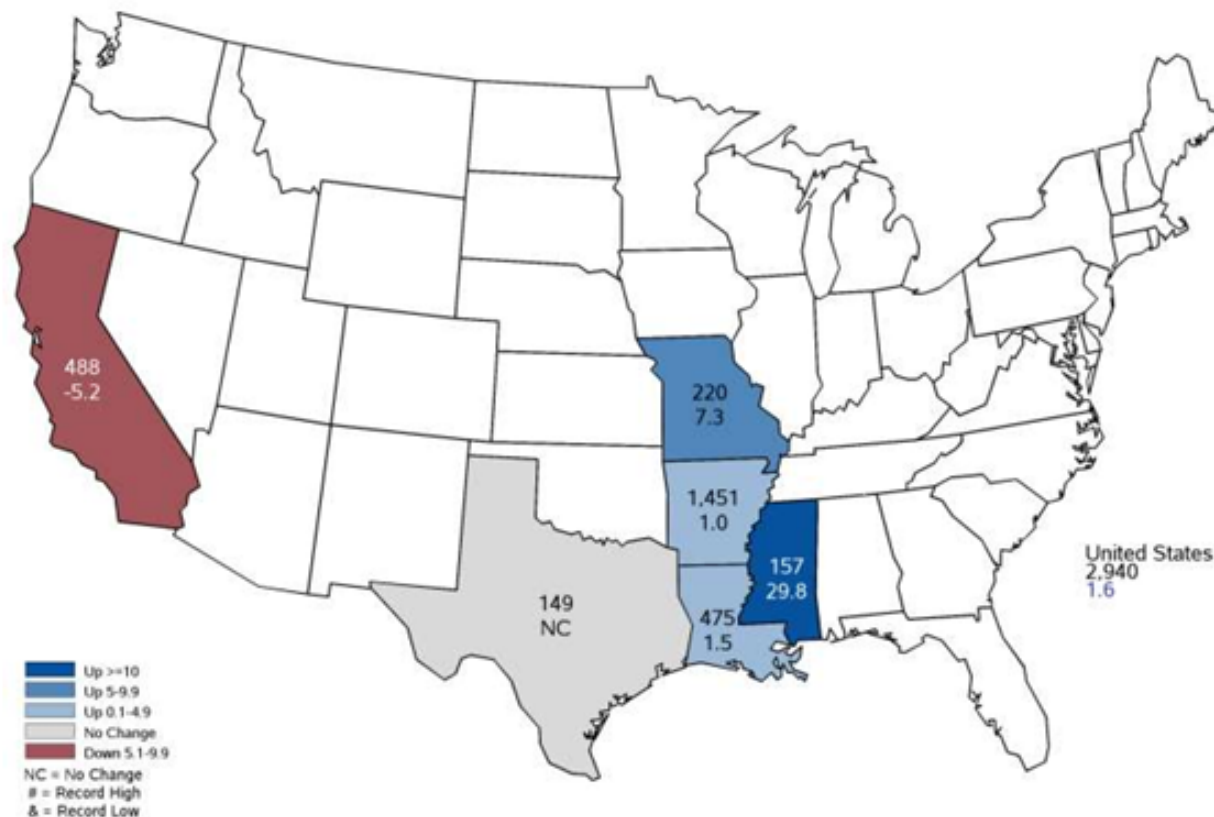 488
-5.2
220
7.3
1,451
1.0
157
29.8
149
NC
475
1.5
United States
2,940
1.6
Up >=10
Up 5-9.9
Up 0.1-4.9
No Change
Down 5.1-9.9
NC = No Change
# = Record High
& = Record Low